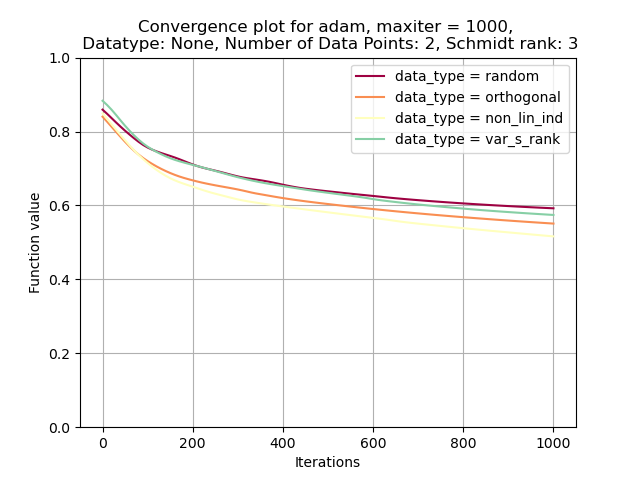 Convergence plot for adam, maxiter = 1000,
Datatype: None, Number of Data Points: 2, Schmidt rank: 3
data_type = random
data_type = orthogonal
data_type = non_lin_ind
data_type = var_s_rank
1.0
0.8
0.6
0.4
0.2
0.0
Function value
0 200 400 600 800 1000
Iterations